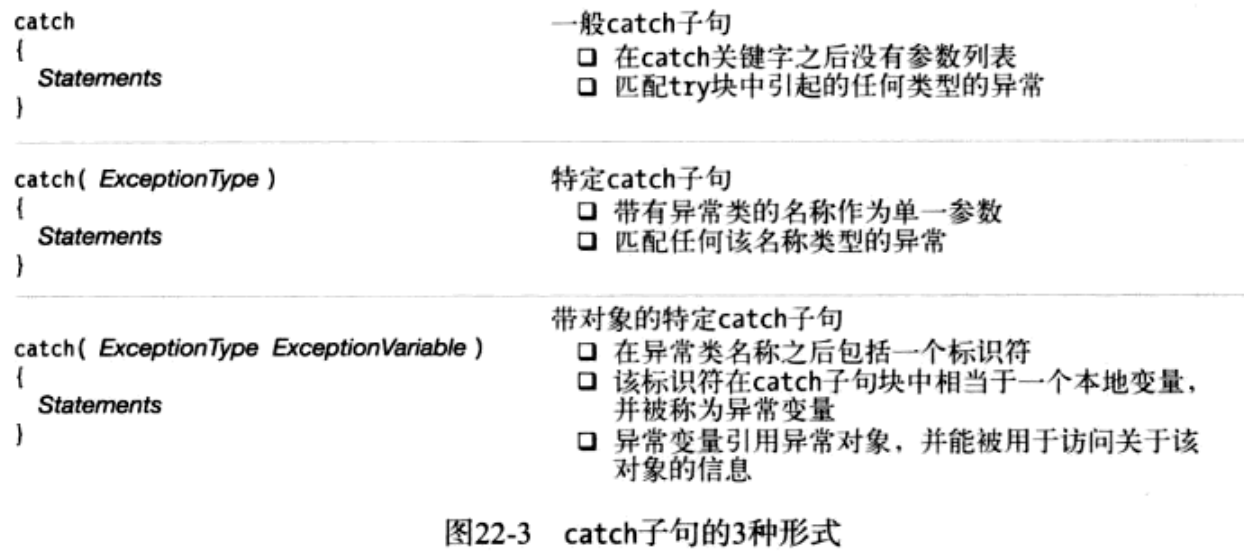 catch
{
Statements
}
一般catch子句
❑ 在catch关键字之后没有参数列表
❑ 匹配try块中引起的任何类型的异常
catch( ExceptionType )
{
Statements
}
特定catch子句
❑ 带有异常类的名称作为单一参数
❑ 匹配任何该名称类型的异常
catch( ExceptionType ExceptionVariable )
{
Statements
}
带对象的特定catch子句
❑ 在异常类名称之后包括一个标识符
❑ 该标识符在catch子句块中相当于一个本地变量，
并被称为异常变量
❑ 异常变量引用异常对象，并能被用于访问关于该
对象的信息
图22-3 catch子句的3种形式